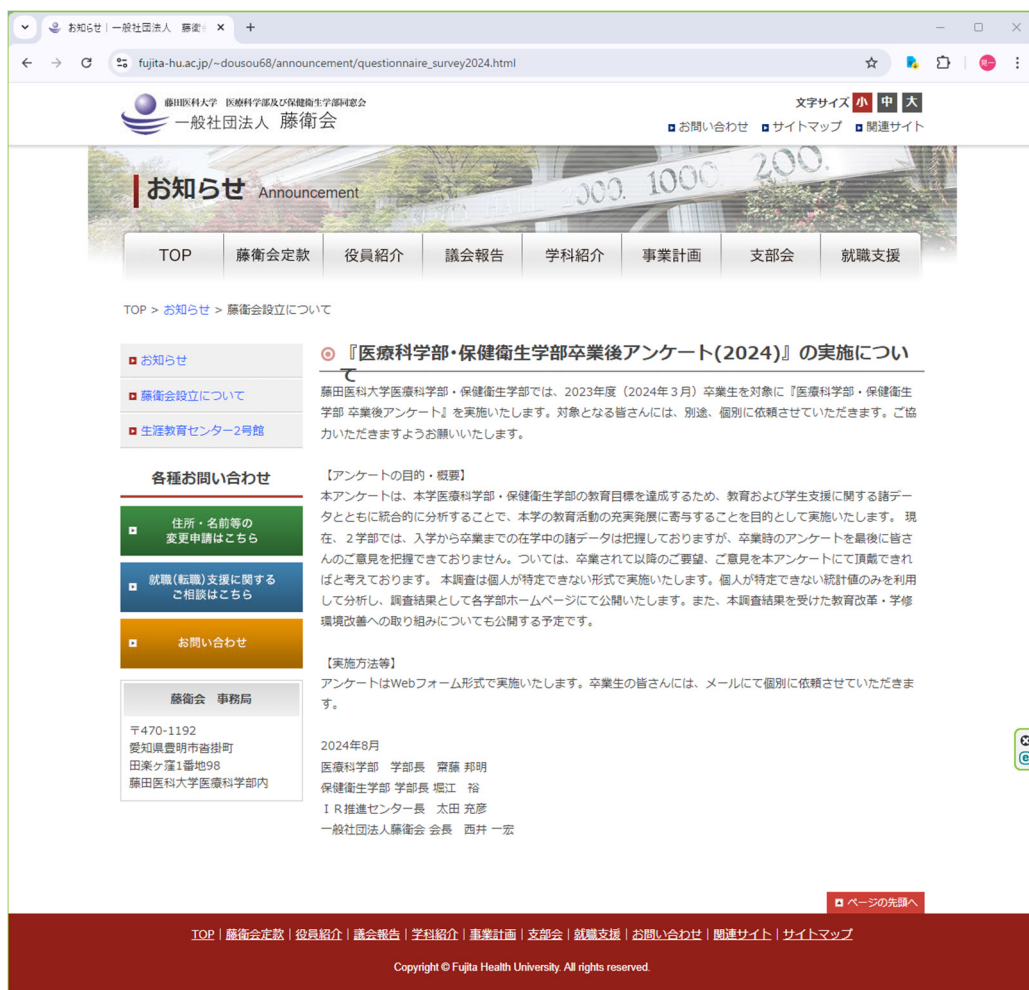 お知らせ | 一般社団法人 藤衛
fujita-hu.ac.jp/~dousou68/announcement/questionnaire_survey2024.html
藤田医科大学 医療科学部及び保健衛生学部同窓会
一般社団法人 藤衛会
文字サイズ 小 中 大
お問い合わせ サイトマップ 関連サイト
お知らせ Announcement
2000. 1000. 200.
TOP 藤衛会定款 役員紹介 議会報告 学科紹介 事業計画 支部会 就職支援
TOP > お知らせ > 藤衛会設立について
お知らせ
藤衛会設立について
生涯教育センター2号館
各種お問い合わせ
住所・名前等の
変更申請はこちら
就職(転職)支援に関する
ご相談はこちら
お問い合わせ
藤衛会 事務局
〒470-1192
愛知県豊明市沓掛町
田楽ヶ窪1番地98
藤田医科大学医療科学部内
『医療科学部・保健衛生学部卒業後アンケート(2024)』の実施につい
て
藤田医科大学医療科学部・保健衛生学部では、2023年度（2024年３月）卒業生を対象に『医療科学部・保健衛生
学部 卒業後アンケート』を実施いたします。対象となる皆さんには、別途、個別に依頼させていただきます。ご協
力いただきますようお願いいたします。
【アンケートの目的・概要】
本アンケートは、本学医療科学部・保健衛生学部の教育目標を達成するため、教育および学生支援に関する諸デー
タとともに統合的に分析することで、本学の教育活動の充実発展に寄与することを目的として実施いたします。 現
在、２学部では、入学から卒業までの在学中の諸データは把握しておりますが、卒業時のアンケートを最後に皆さ
んのご意見を把握できておりません。ついては、卒業されて以降のご要望、ご意見を本アンケートにて頂戴できれ
ばと考えております。 本調査は個人が特定できない形式で実施いたします。個人が特定できない統計値のみを利用
して分析し、調査結果として各学部ホームページにて公開いたします。また、本調査結果を受けた教育改革・学修
環境改善への取り組みについても公開する予定です。
【実施方法等】
アンケートはWebフォーム形式で実施いたします。卒業生の皆さんには、メールにて個別に依頼させていただきま
す。
2024年8月
医療科学部 学部長 齋藤 邦明
保健衛生学部 学部長 堀江 裕
ＩＲ推進センター長 太田 充彦
一般社団法人藤衛会 会長 西井 一宏
ページの先頭へ
TOP | 藤衛会定款 | 役員紹介 | 議会報告 | 学科紹介 | 事業計画 | 支部会 | 就職支援 | お問い合わせ | 関連サイト | サイトマップ
Copyright © Fujita Health University. All rights reserved.